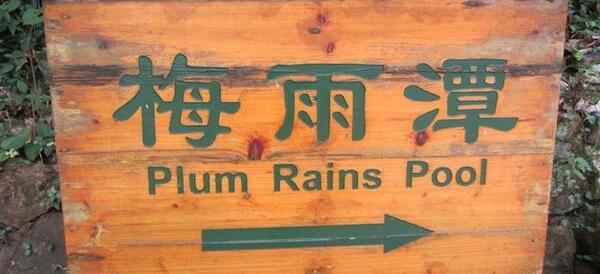 梅雨潭
Plum Rains Pool